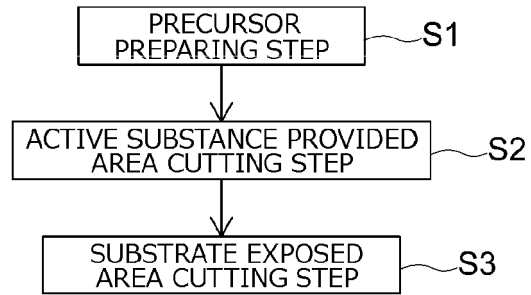 PRECURSOR
PREPARING STEP
S1
ACTIVE SUBSTANCE PROVIDED
AREA CUTTING STEP
S2
SUBSTRATE EXPOSED
AREA CUTTING STEP
S3